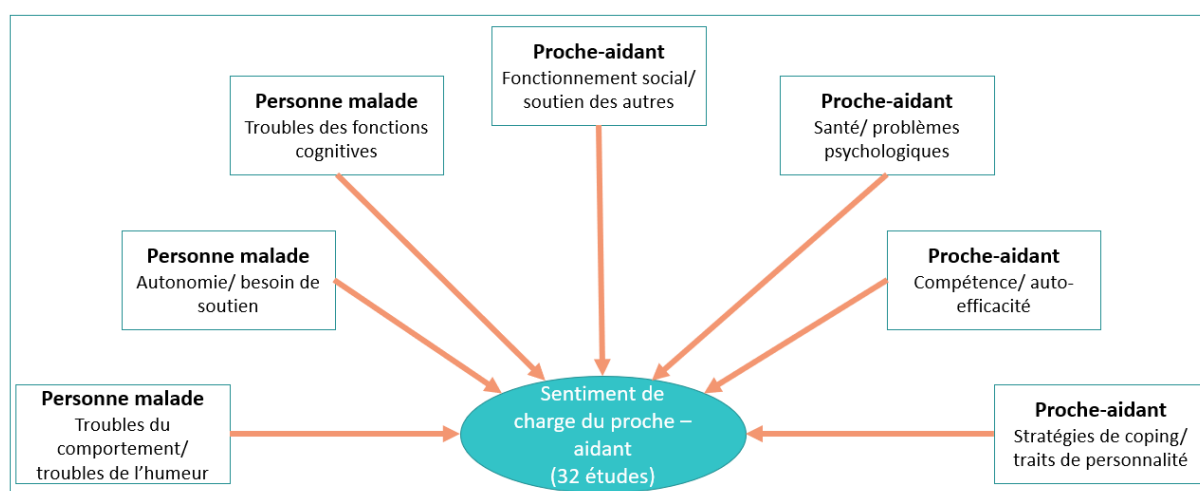 Proche-aidant
Fonctionnement social/
soutien des autres
Personne malade
Troubles des fonctions
cognitives
Proche-aidant
Santé/ problèmes
psychologiques
Personne malade
Autonomie/ besoin de
soutien
Proche-aidant
Compétence/ auto-
efficacité
Personne malade
Troubles du
comportement/
troubles de l’humeur
Sentiment de
charge du proche –
aidant
(32 études)
Proche-aidant
Stratégies de coping/
traits de personnalité